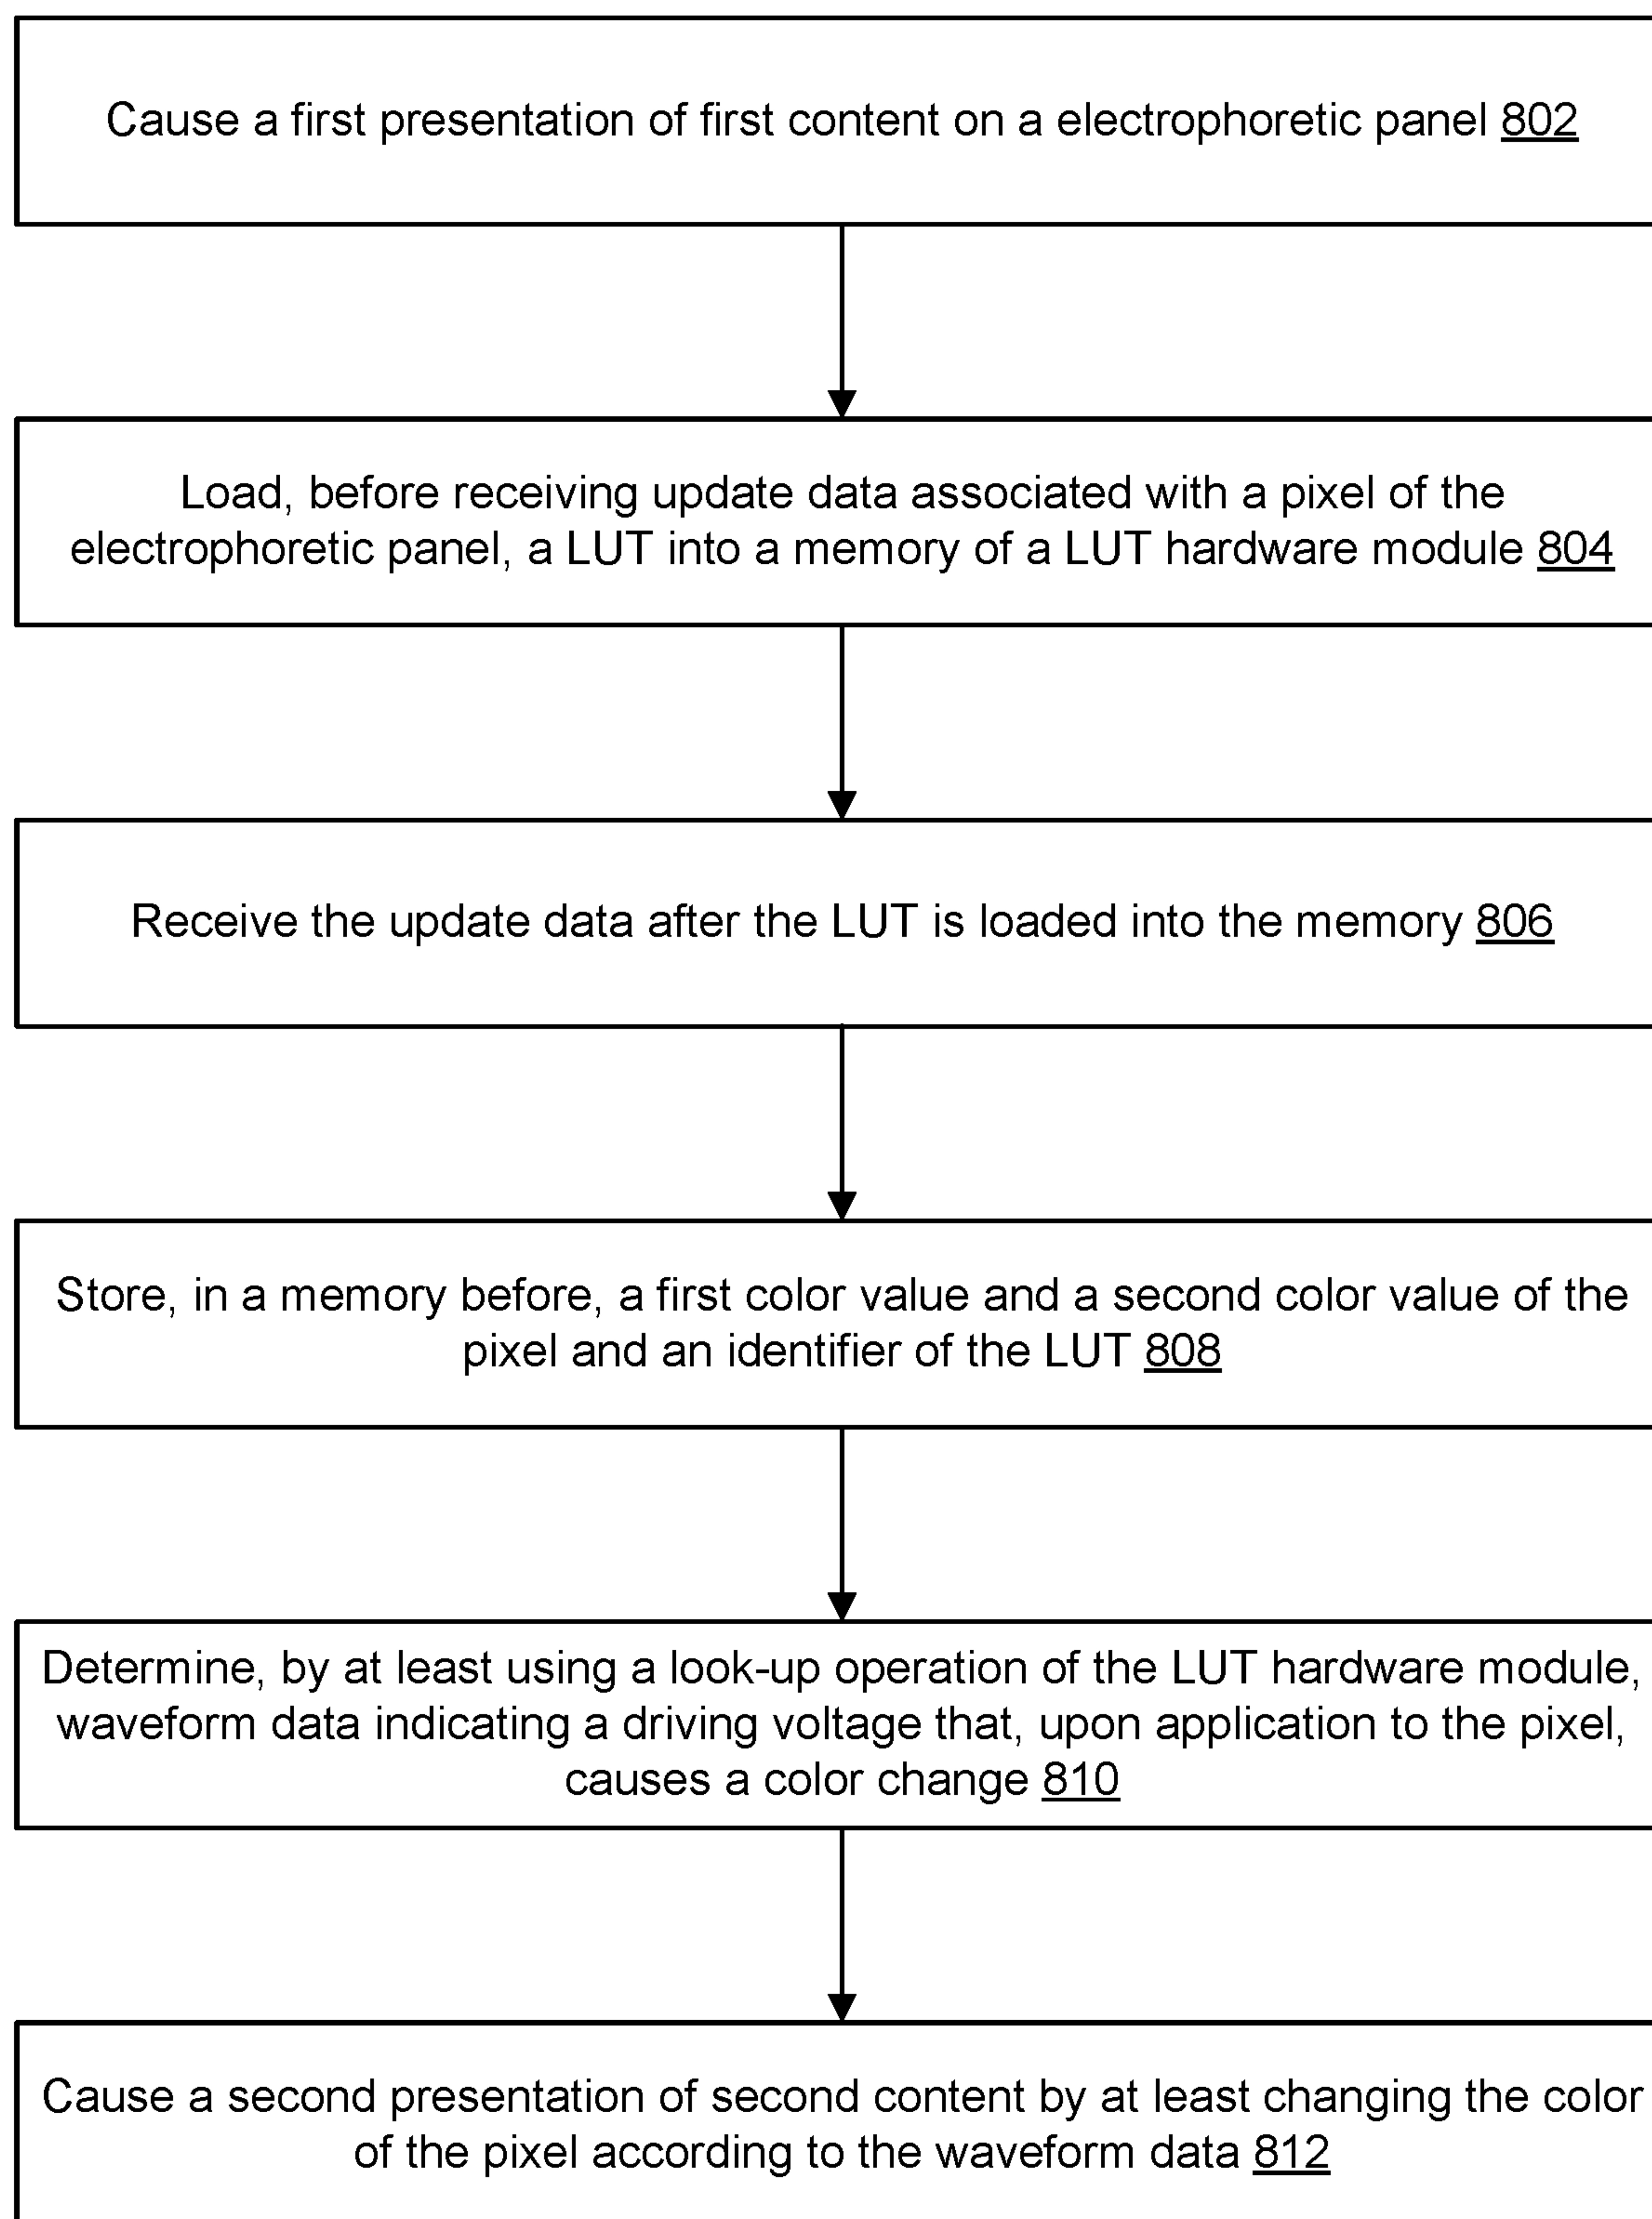 Cause a first presentation of first content on a electrophoretic panel 802
Load, before receiving update data associated with a pixel of the
electrophoretic panel, a LUT into a memory of a LUT hardware module 804
Receive the update data after the LUT is loaded into the memory 806
Store, in a memory before, a first color value and a second color value of the
pixel and an identifier of the LUT 808
Determine, by at least using a look-up operation of the LUT hardware module,
waveform data indicating a driving voltage that, upon application to the pixel,
causes a color change 810
Cause a second presentation of second content by at least changing the color
of the pixel according to the waveform data 812